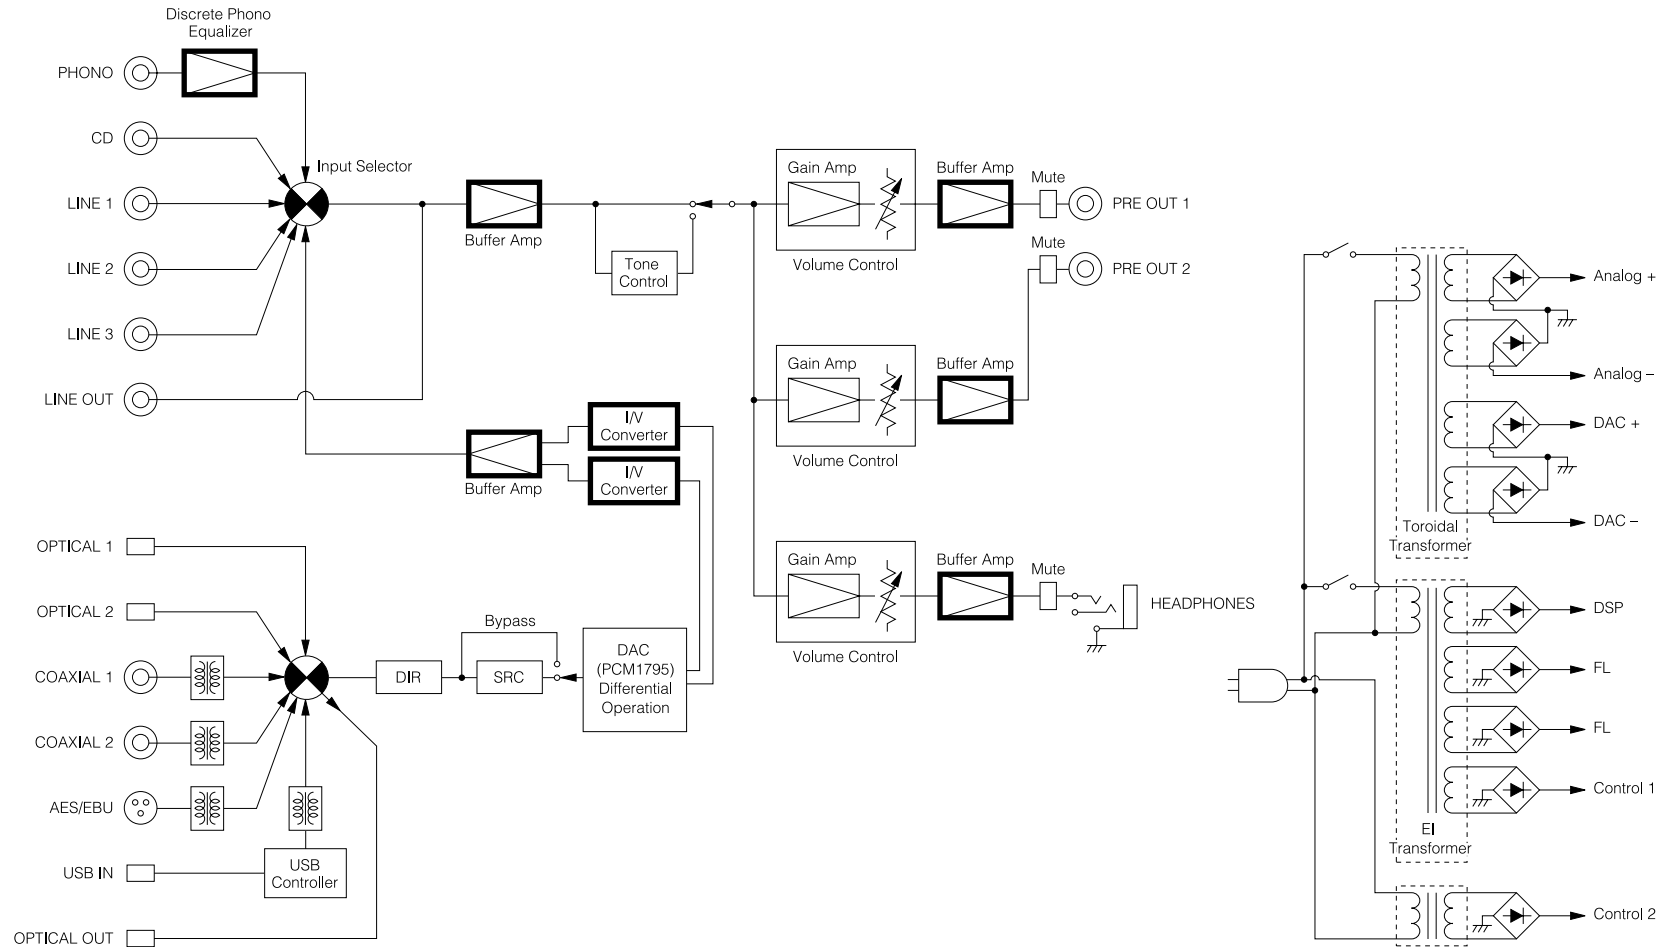 Discrete Phono
Equalizer
PHONO
CD
Input Selector
LINE 1
LINE 2
LINE 3
LINE OUT
Buffer Amp
Tone
Control
Gain Amp
Volume Control
Buffer Amp
Mute
PRE OUT 1
Mute
PRE OUT 2
Gain Amp
Volume Control
Buffer Amp
I/V
Converter
I/V
Converter
Buffer Amp
Gain Amp
Volume Control
Buffer Amp
Mute
HEADPHONES
OPTICAL 1
OPTICAL 2
COAXIAL 1
COAXIAL 2
AES/EBU
USB IN
USB
Controller
OPTICAL OUT
DIR
Bypass
SRC
DAC
(PCM1795)
Differential
Operation
Analog +
Analog –
DAC +
DAC –
Toroidal
Transformer
DSP
FL
FL
Control 1
EI
Transformer
Control 2